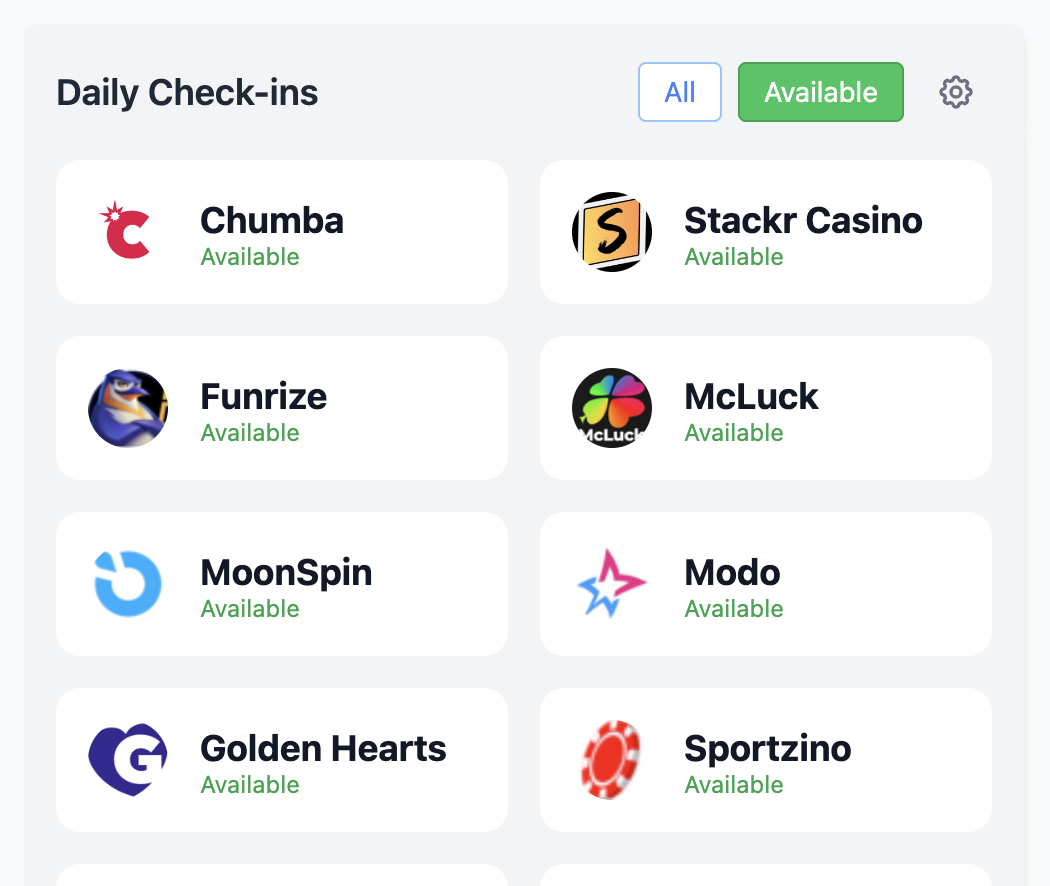 Daily Check-ins
All
Available
Chumba
Available
S
Stackr Casino
Available
Funrize
Available
McLuck
McLuck
Available
MoonSpin
Available
Modo
Available
G
Golden Hearts
Available
Sportzino
Available